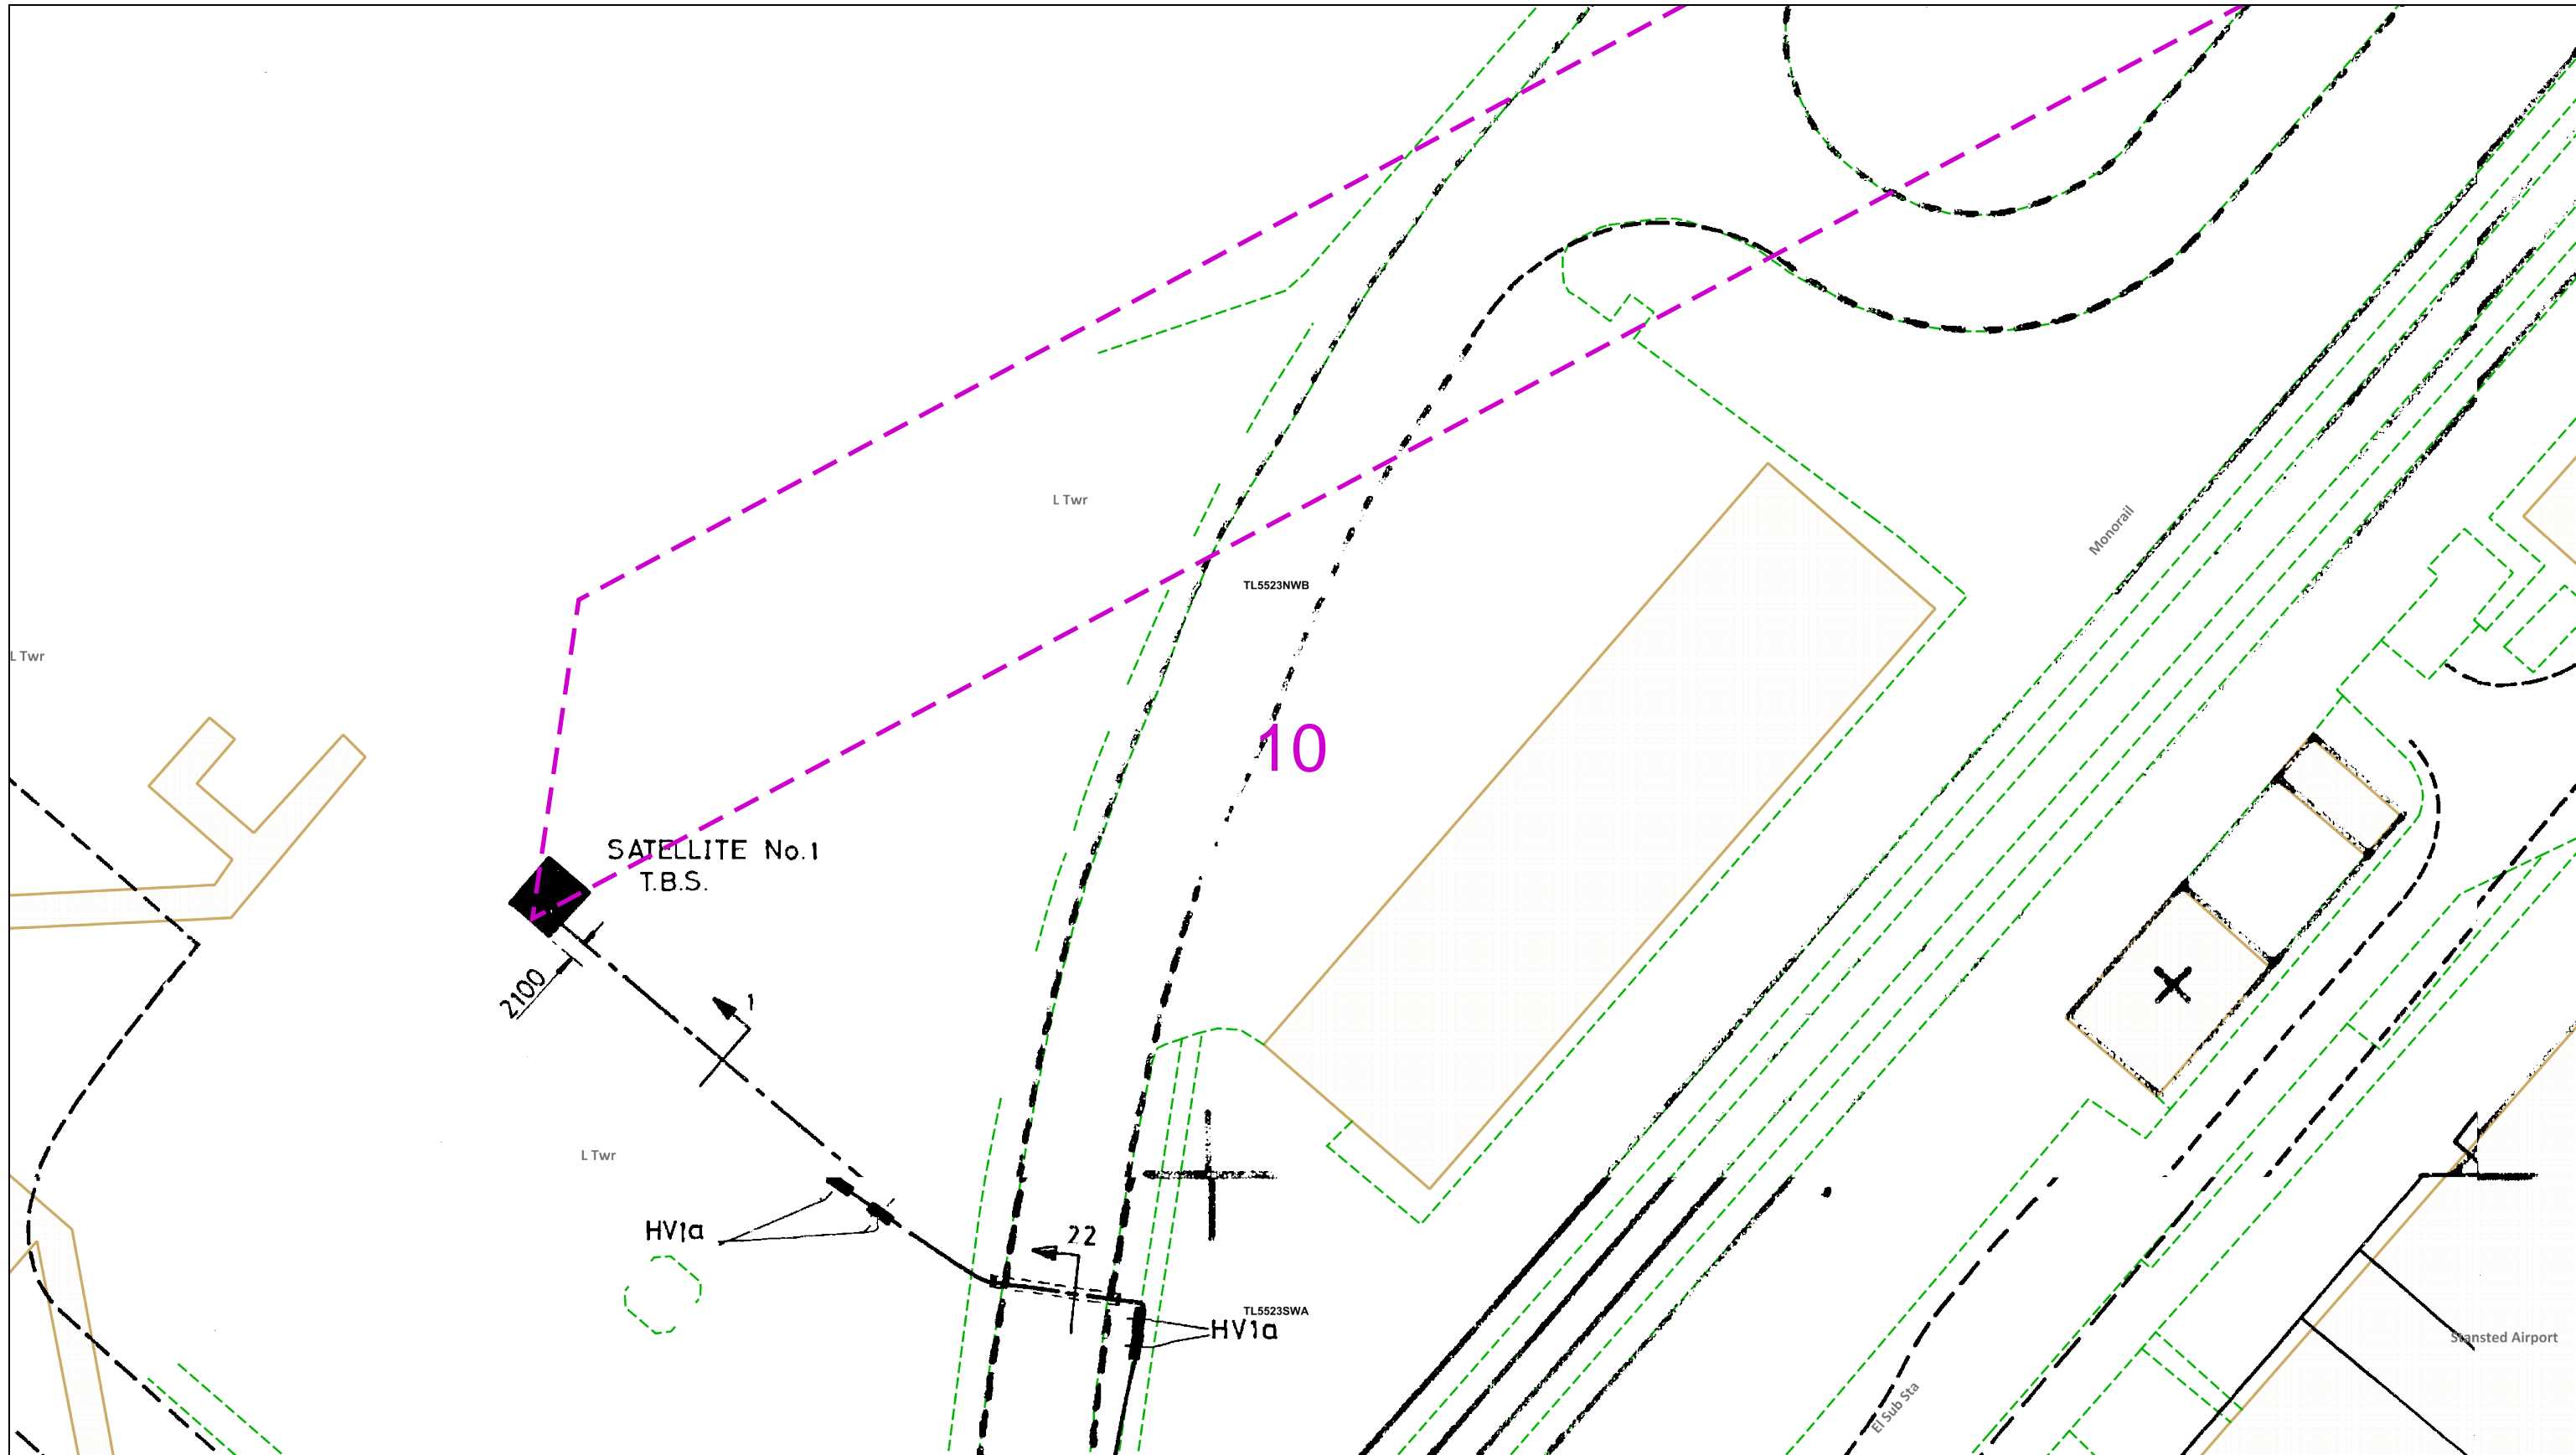 L Twr
Monorail
TL5523NWB
L Twr
10
SATELLITE No.1
T.B.S.
2100
1
L Twr
HV1a
22
TL5523SWA
HV1a
Stansted Airport
El Sub Sta